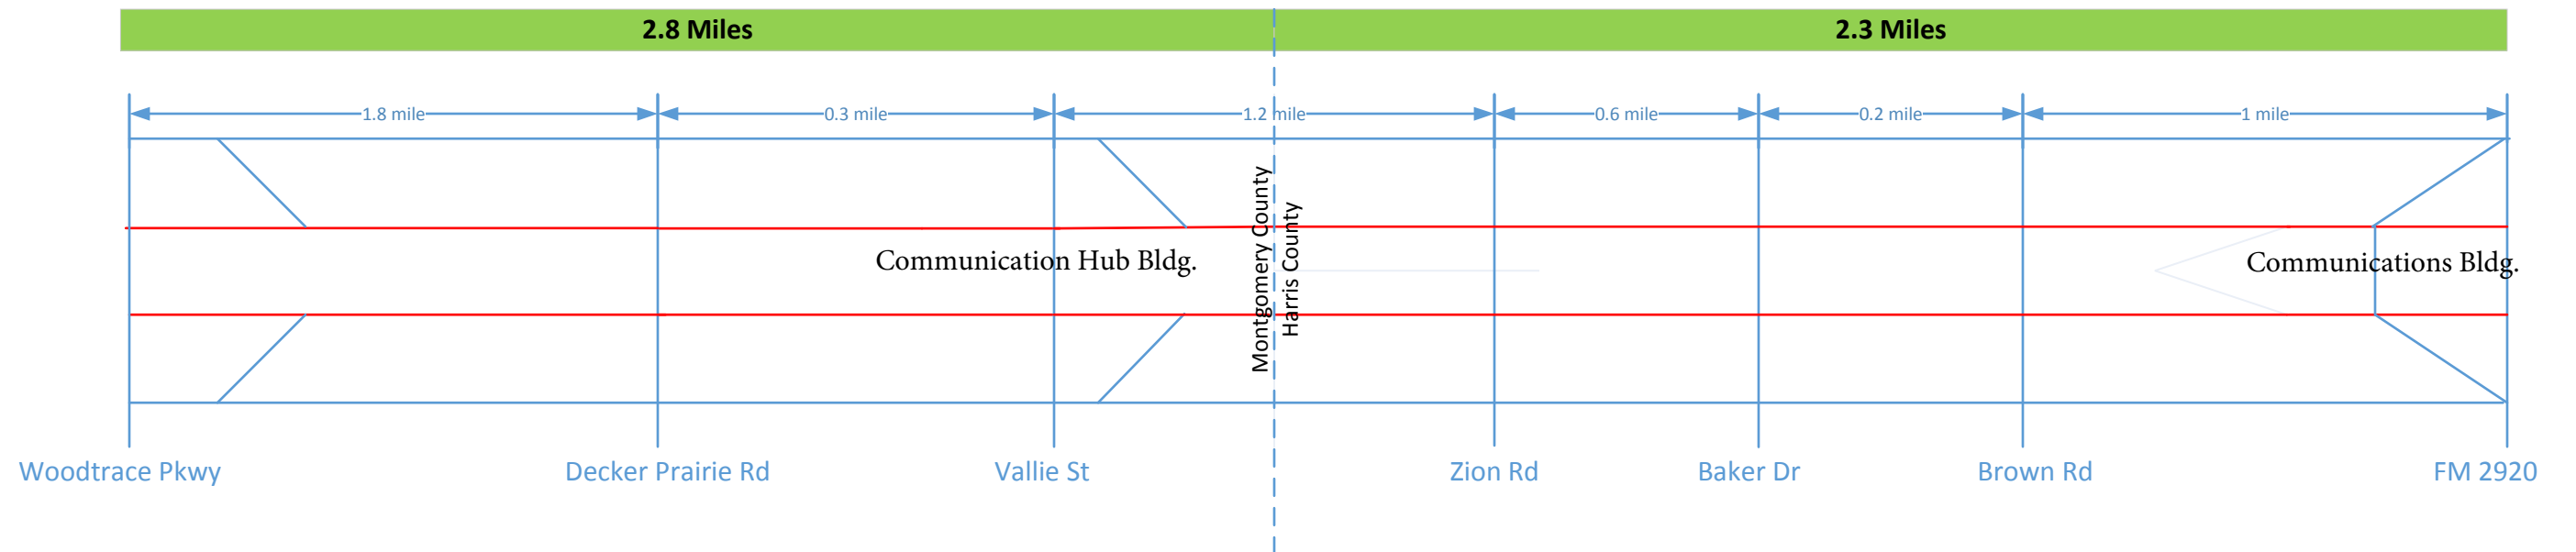 2.8 Miles
2.3 Miles
1.8 mile
0.3 mile
1.2 mile
0.6 mile
0.2 mile
1 mile
Montgomery County
Harris County
Communication Hub Bldg.
Communications Bldg.
Woodtrace Pkwy
Decker Prairie Rd
Vallie St
Zion Rd
Baker Dr
Brown Rd
FM 2920